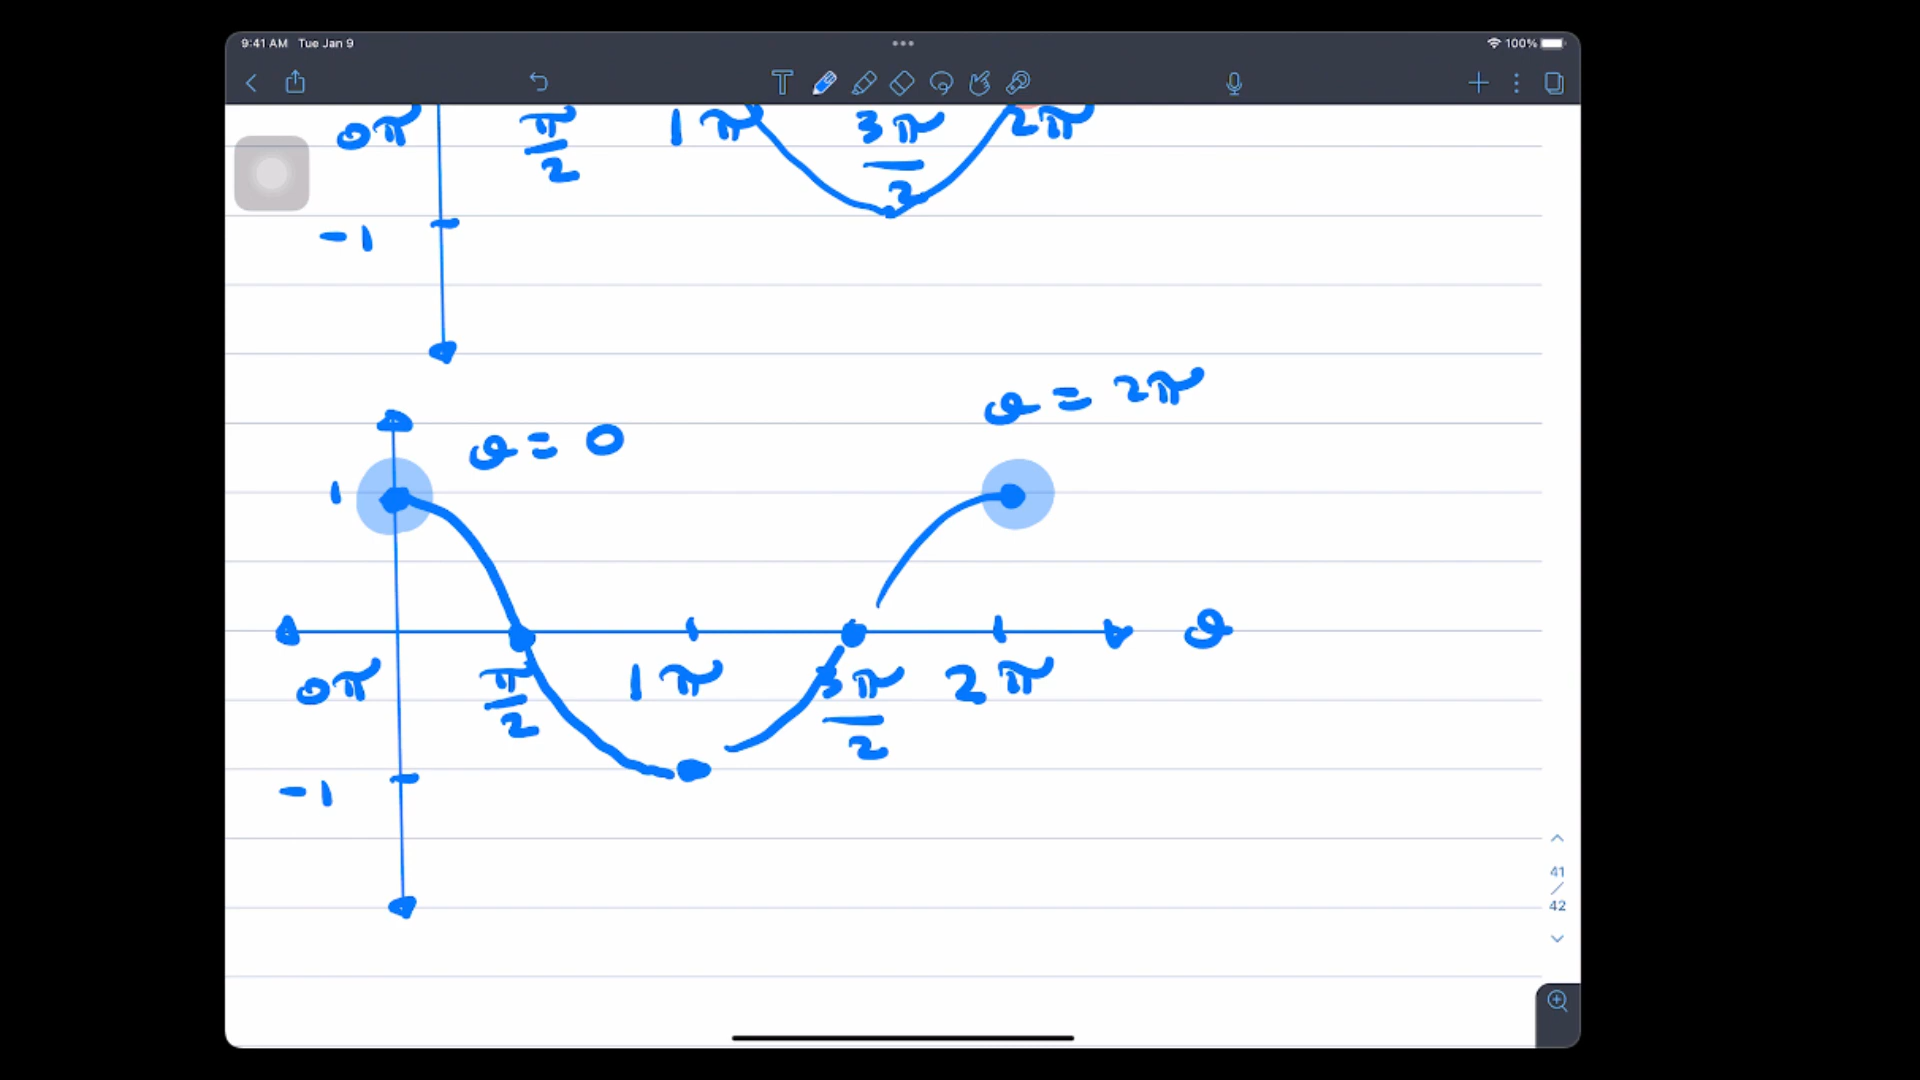 9:41 AM Tue Jan 9
100%
T
0π π/2 1π 3π/2 2π
-1
θ = 2π
θ = 0
1
θ
0π π/2 1π 3π/2 2π
-1
41
/
42